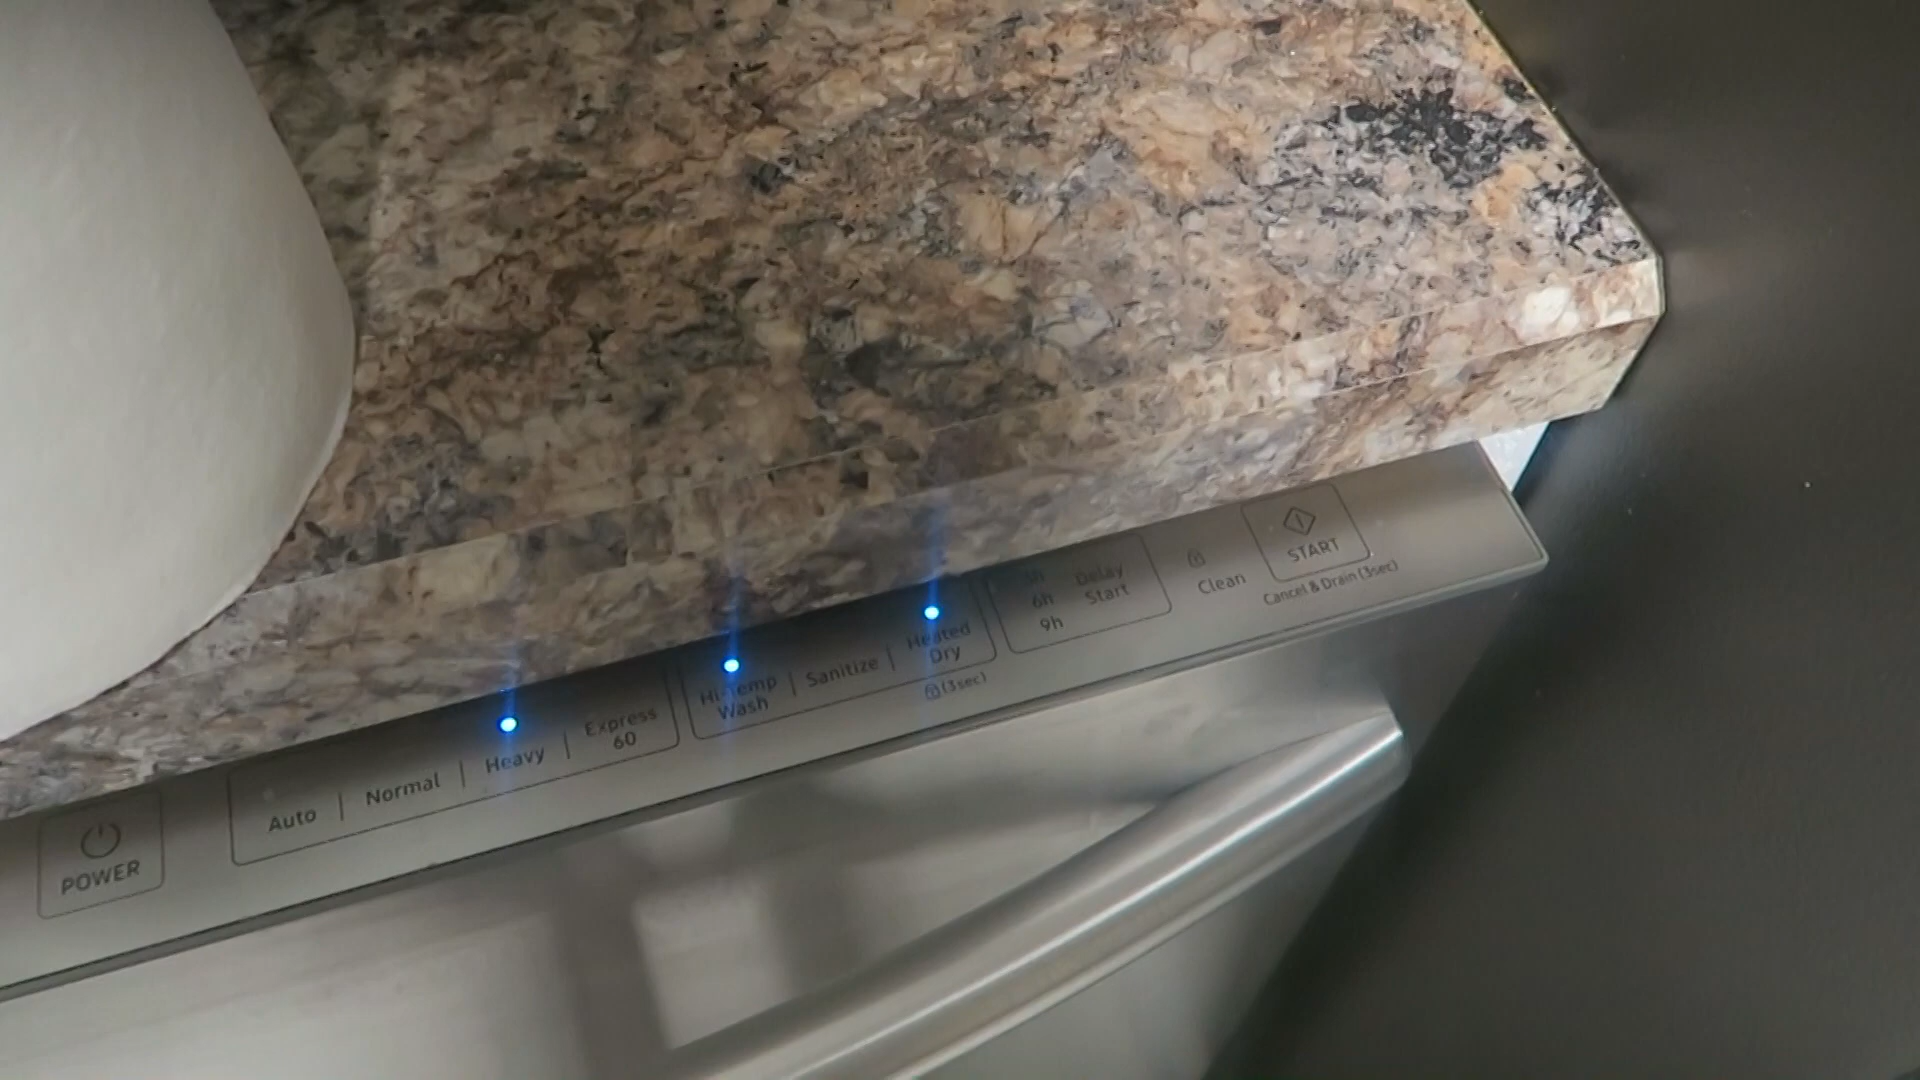 POWER
Auto | Normal | Heavy | Express
60
Hi-Temp
Wash | Sanitize | Heated
Dry
(3sec)
6h
9h
Delay
Start
Clean
START
Cancel & Drain (3sec)